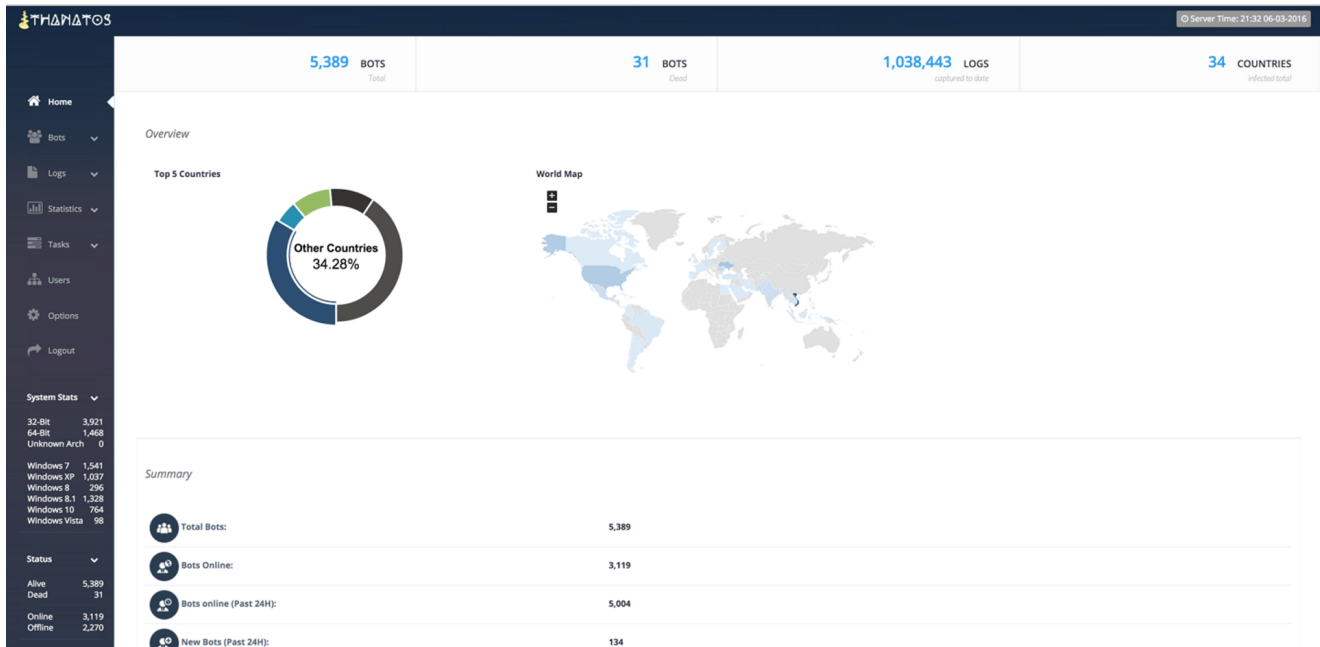 THANATOS
Server Time: 21:32 06-03-2016
5,389 BOTS
Total
31 BOTS
Dead
1,038,443 LOGS
captured to date
34 COUNTRIES
infected total
Home
Bots
Logs
Statistics
Tasks
Users
Options
Logout
System Stats
32-Bit 3,921
64-Bit 1,468
Unknown Arch 0
Windows 7 1,541
Windows XP 1,037
Windows 8 296
Windows 8.1 1,328
Windows 10 764
Windows Vista 98
Status
Alive 5,389
Dead 31
Online 3,119
Offline 2,270
Overview
Top 5 Countries
Other Countries
34.28%
World Map
+
−
Summary
Total Bots: 5,389
Bots Online: 3,119
Bots online (Past 24H): 5,004
New Bots (Past 24H): 134